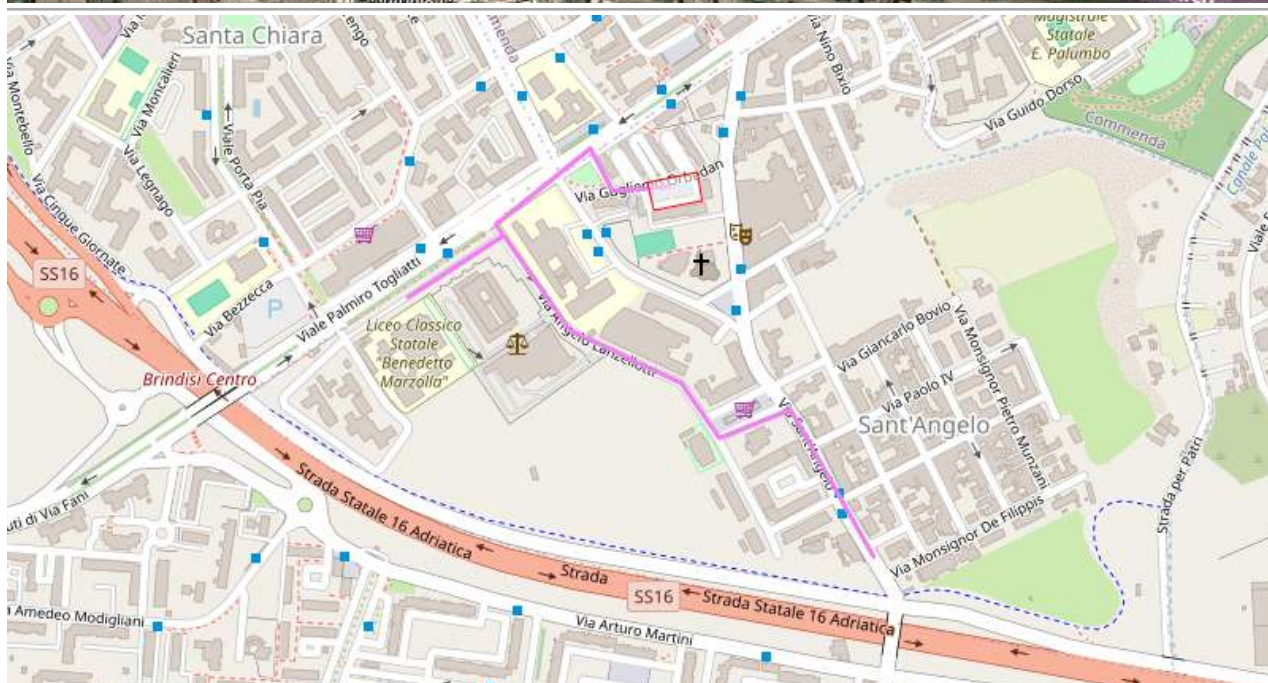 Santa Chiara
Via Montebello
Via Moncalieri
Via Legnago
Viale Porta Pia
Via Cinque Giornate
SS16
Via Bezzecca
P
Viale Palmiro Togliatti
Brindisi Centro
Liceo Classico
Statale
"Benedetto
Marzolla"
Via Angelo Lanzellotti
Via Nino Bixio
Magistrale
Statale
E. Palumbo
Via Guido Dorso
Commenda
Via Sant'Angelo
Via Giancarlo Bovio
Via Paolo IV
Sant'Angelo
Via Monsignor Pietro Munzani
Via Monsignor De Filippis
Strada per Patri
uti di Via Fani
Strada Statale 16 Adriatica
Strada
SS16
Strada Statale 16 Adriatica
Via Arturo Martini
Amedeo Modigliani